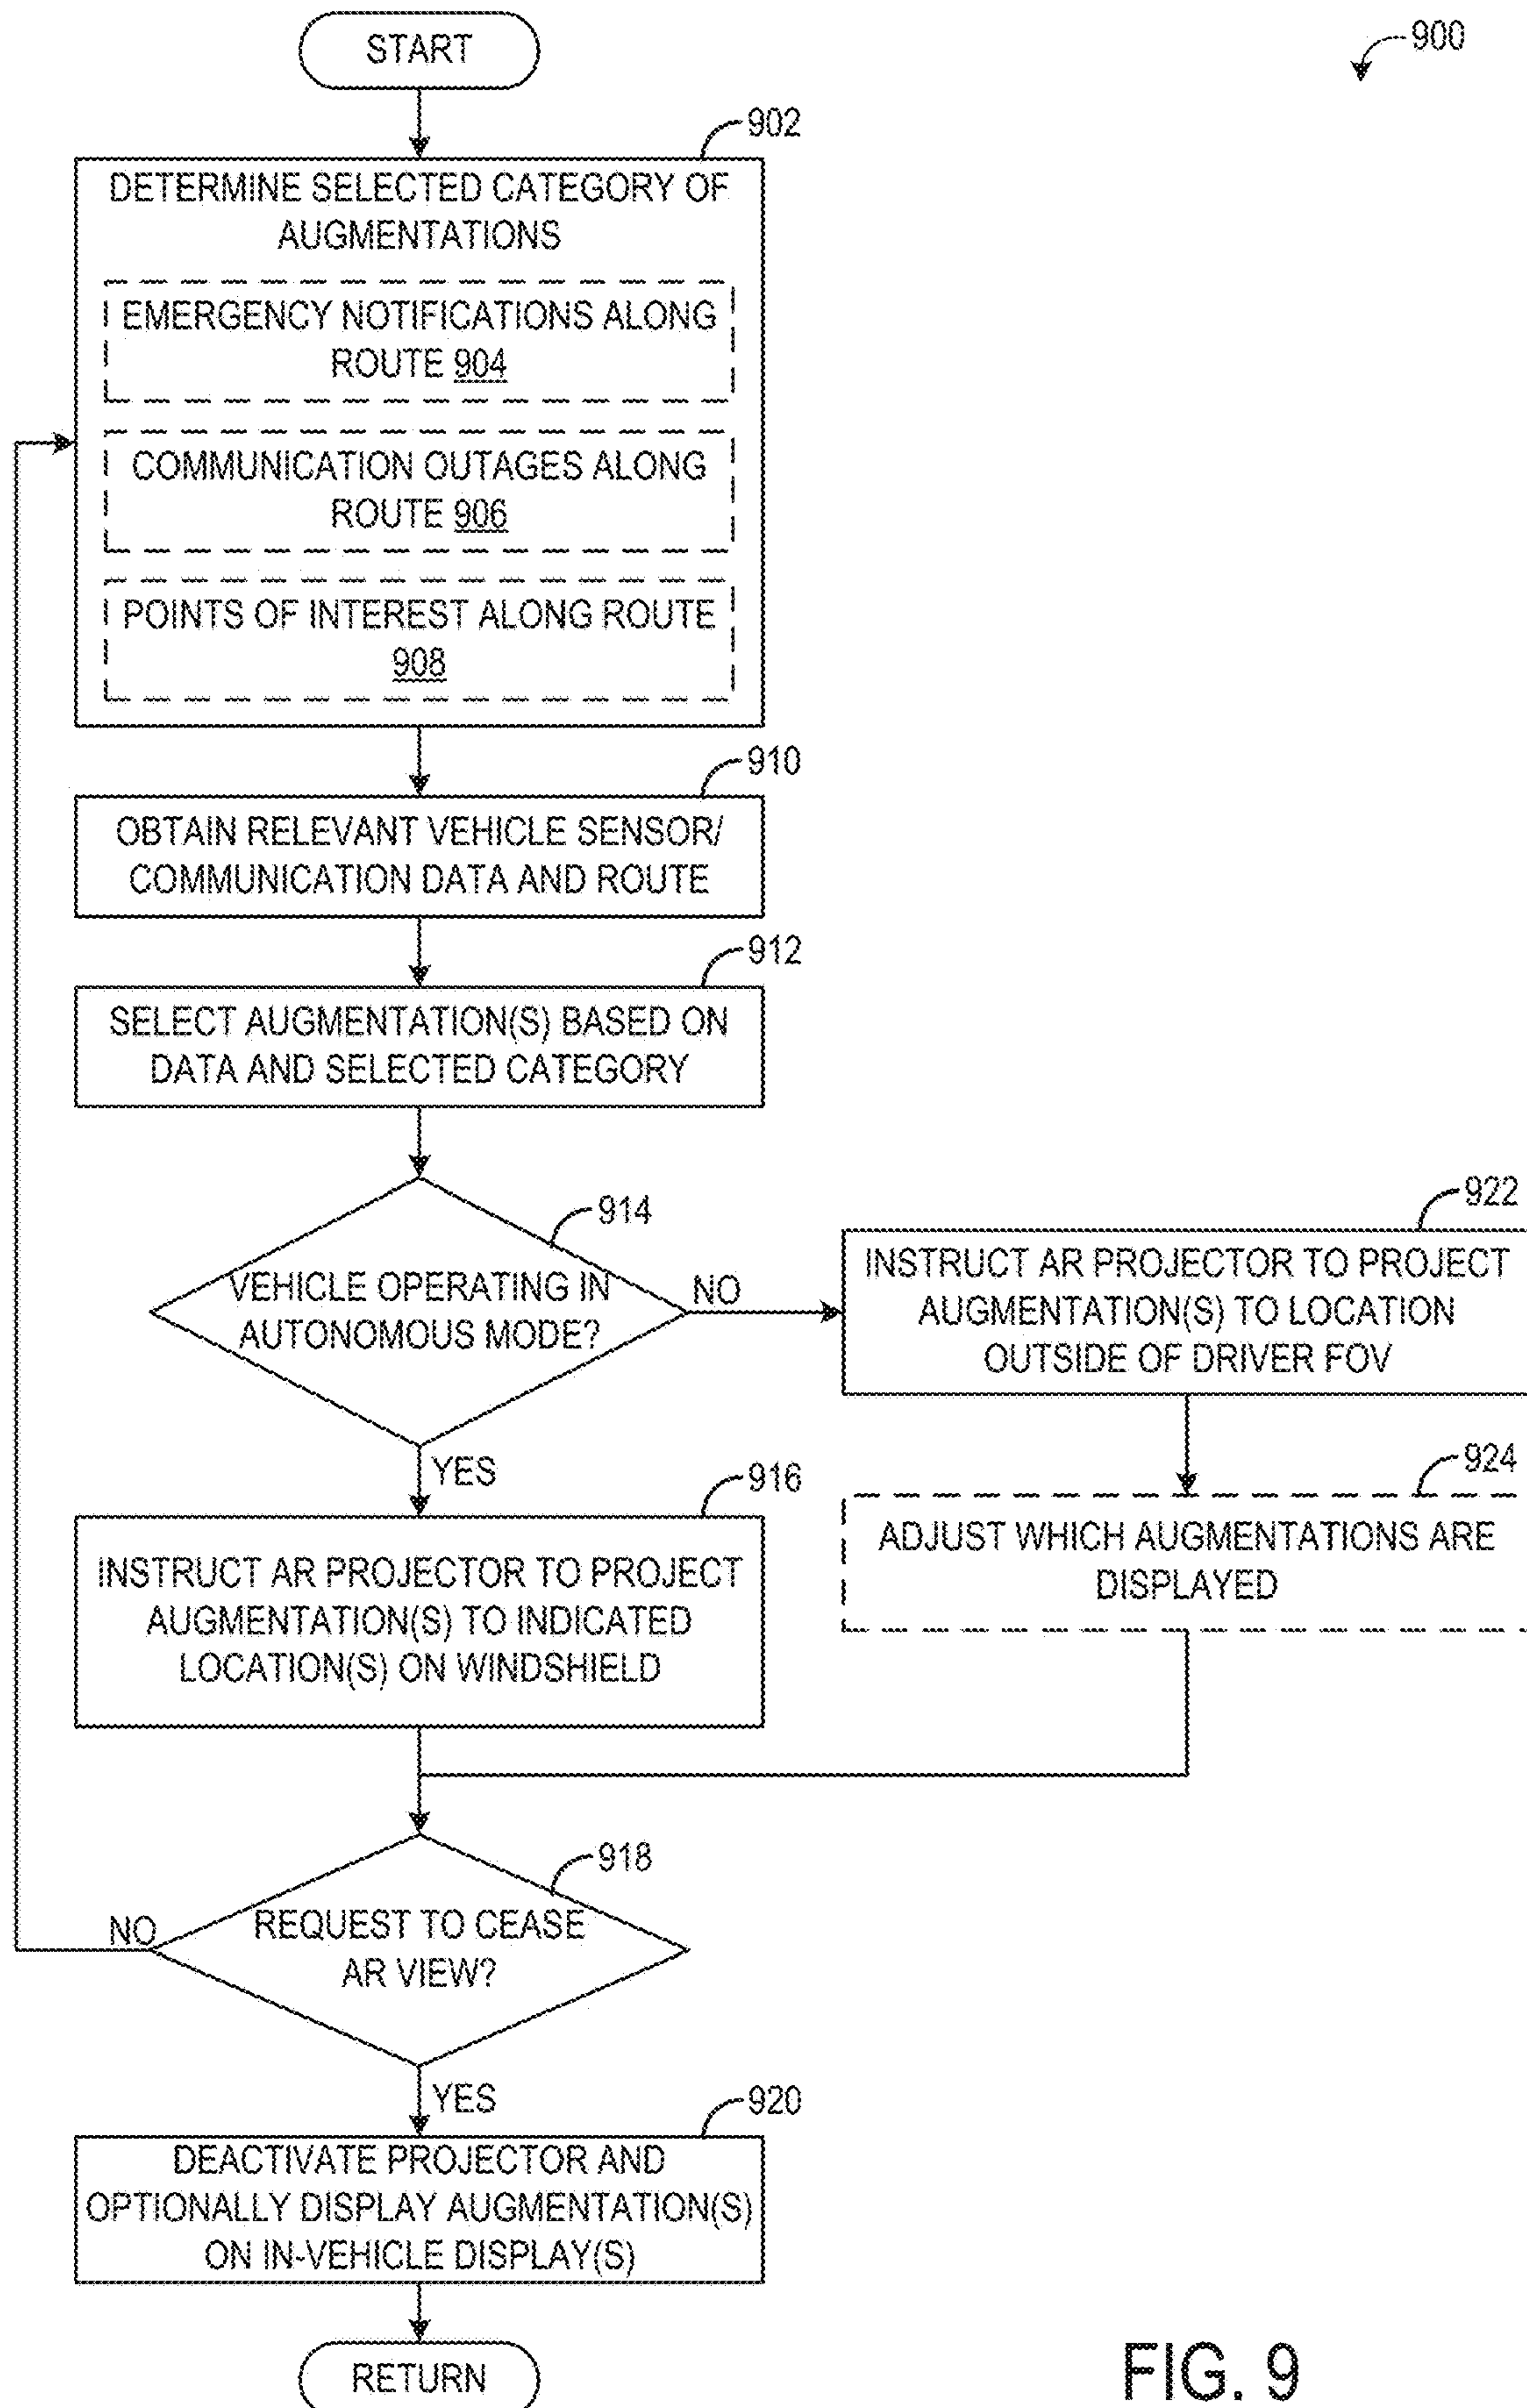 START
900
902
DETERMINE SELECTED CATEGORY OF
AUGMENTATIONS
EMERGENCY NOTIFICATIONS ALONG
ROUTE 904
COMMUNICATION OUTAGES ALONG
ROUTE 906
POINTS OF INTEREST ALONG ROUTE
908
910
OBTAIN RELEVANT VEHICLE SENSOR/
COMMUNICATION DATA AND ROUTE
912
SELECT AUGMENTATION(S) BASED ON
DATA AND SELECTED CATEGORY
914
VEHICLE OPERATING IN
AUTONOMOUS MODE?
NO
922
INSTRUCT AR PROJECTOR TO PROJECT
AUGMENTATION(S) TO LOCATION
OUTSIDE OF DRIVER FOV
924
ADJUST WHICH AUGMENTATIONS ARE
DISPLAYED
YES
916
INSTRUCT AR PROJECTOR TO PROJECT
AUGMENTATION(S) TO INDICATED
LOCATION(S) ON WINDSHIELD
918
REQUEST TO CEASE
AR VIEW?
NO
YES
920
DEACTIVATE PROJECTOR AND
OPTIONALLY DISPLAY AUGMENTATION(S)
ON IN-VEHICLE DISPLAY(S)
RETURN
FIG. 9